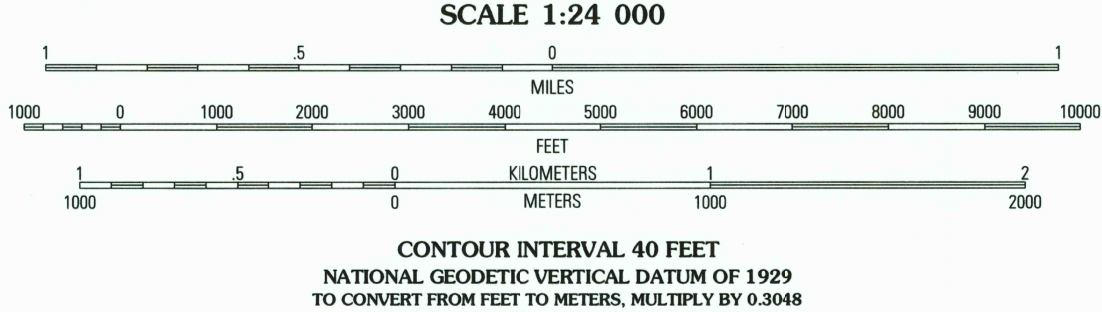 SCALE 1:24 000
1 .5 0 1
MILES
1000 0 1000 2000 3000 4000 5000 6000 7000 8000 9000 10000
FEET
1 .5 0 KILOMETERS 1 2
1000 0 METERS 1000 2000
CONTOUR INTERVAL 40 FEET
NATIONAL GEODETIC VERTICAL DATUM OF 1929
TO CONVERT FROM FEET TO METERS, MULTIPLY BY 0.3048